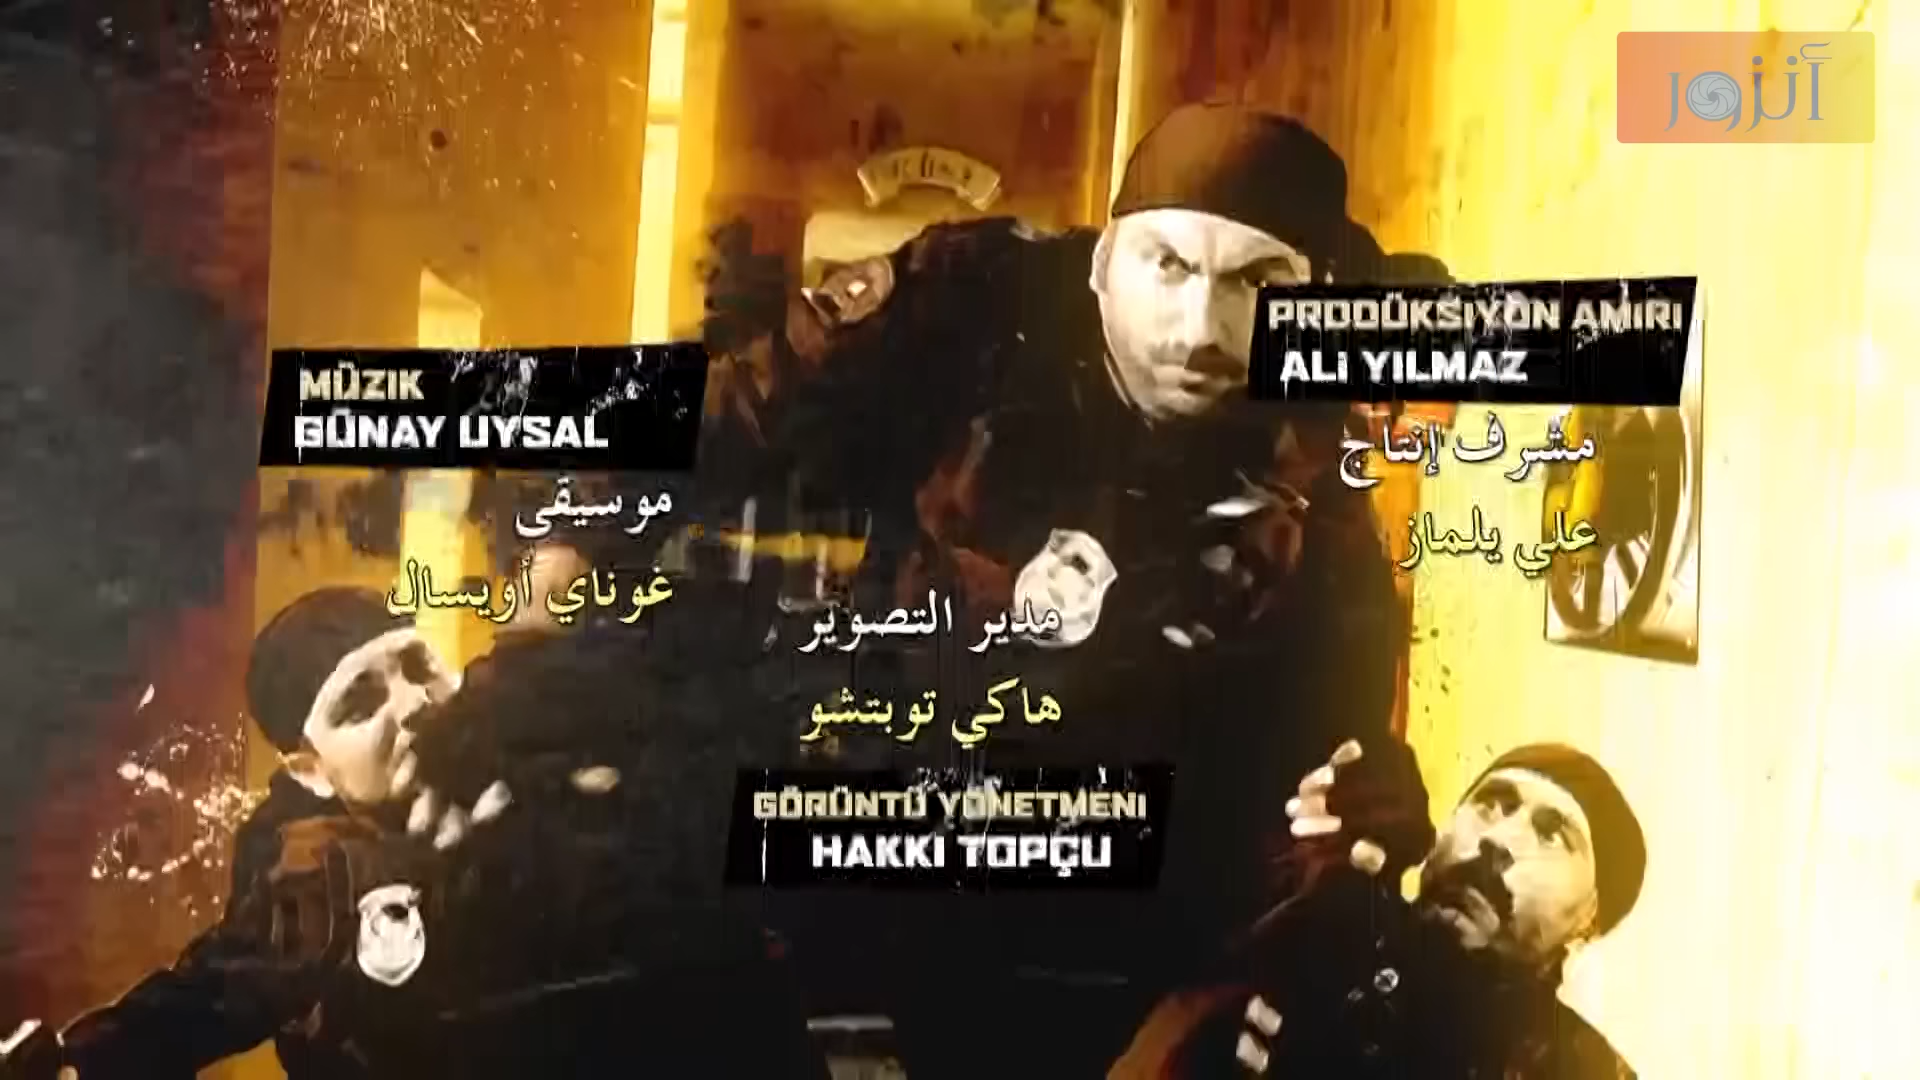 آنزور
PRODÜKSİYON AMİRİ
ALİ YILMAZ
مشرف إنتاج
علي يلماز
MÜZİK
GÜNAY UYSAL
موسيقى
غوناي أويسال
مدير التصوير
هاكي توبتشو
GÖRÜNTÜ YÖNETMENİ
HAKKI TOPÇU